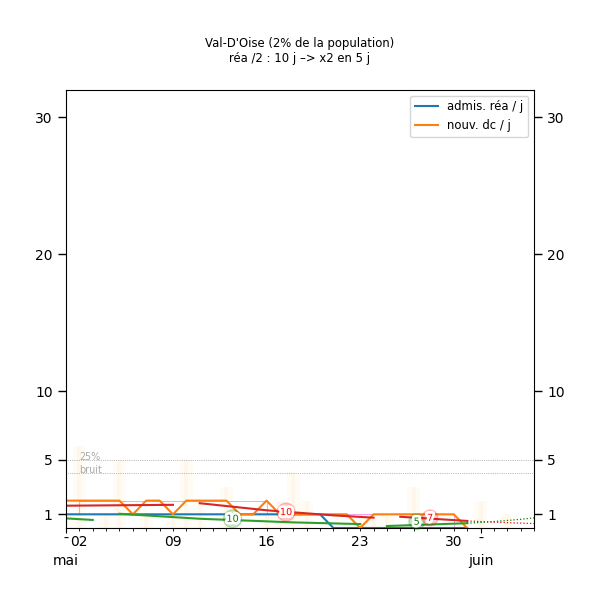 Val-D'Oise (2% de la population)
réa /2 : 10 j –> x2 en 5 j
admis. réa / j
nouv. dc / j
30 30
20 20
10 10
25%
5 5
bruit
10 10 5 7
1 1
02 09 16 23 30 -
mai juin